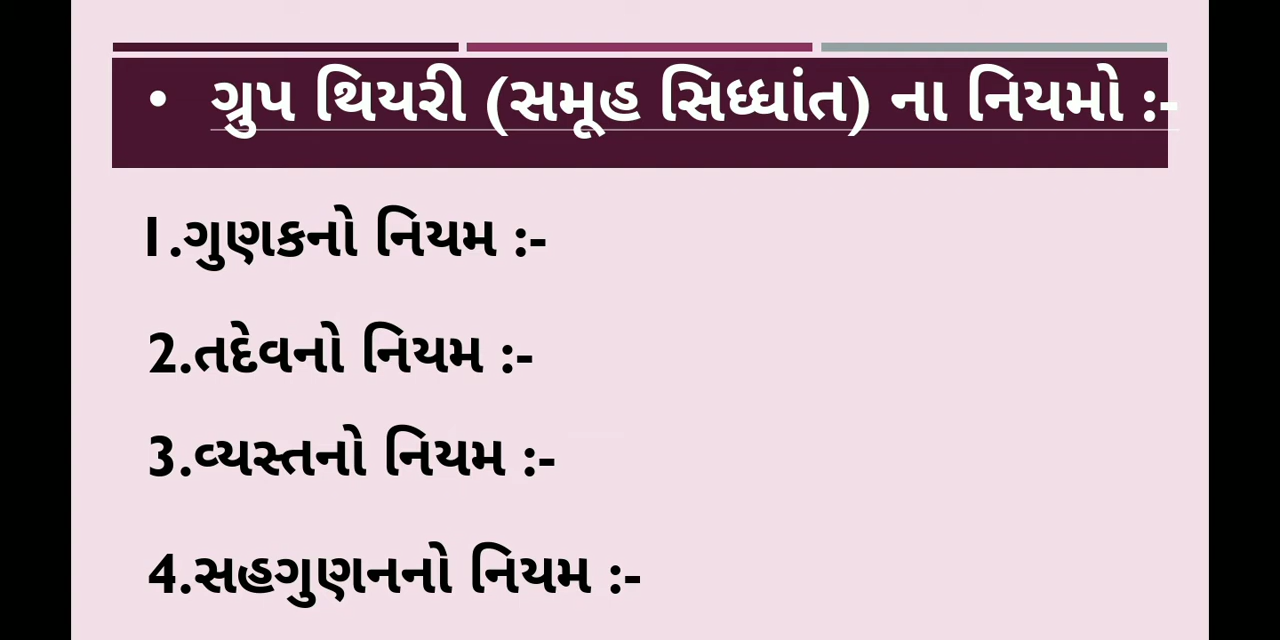 • ગ્રુપ થિયરી (સમૂહ સિધ્ધાંત) ના નિયમો :-
1.ગુણકનો નિયમ :-
2.તદેવનો નિયમ :-
3.વ્યસ્તનો નિયમ :-
4.સહગુણનનો નિયમ :-